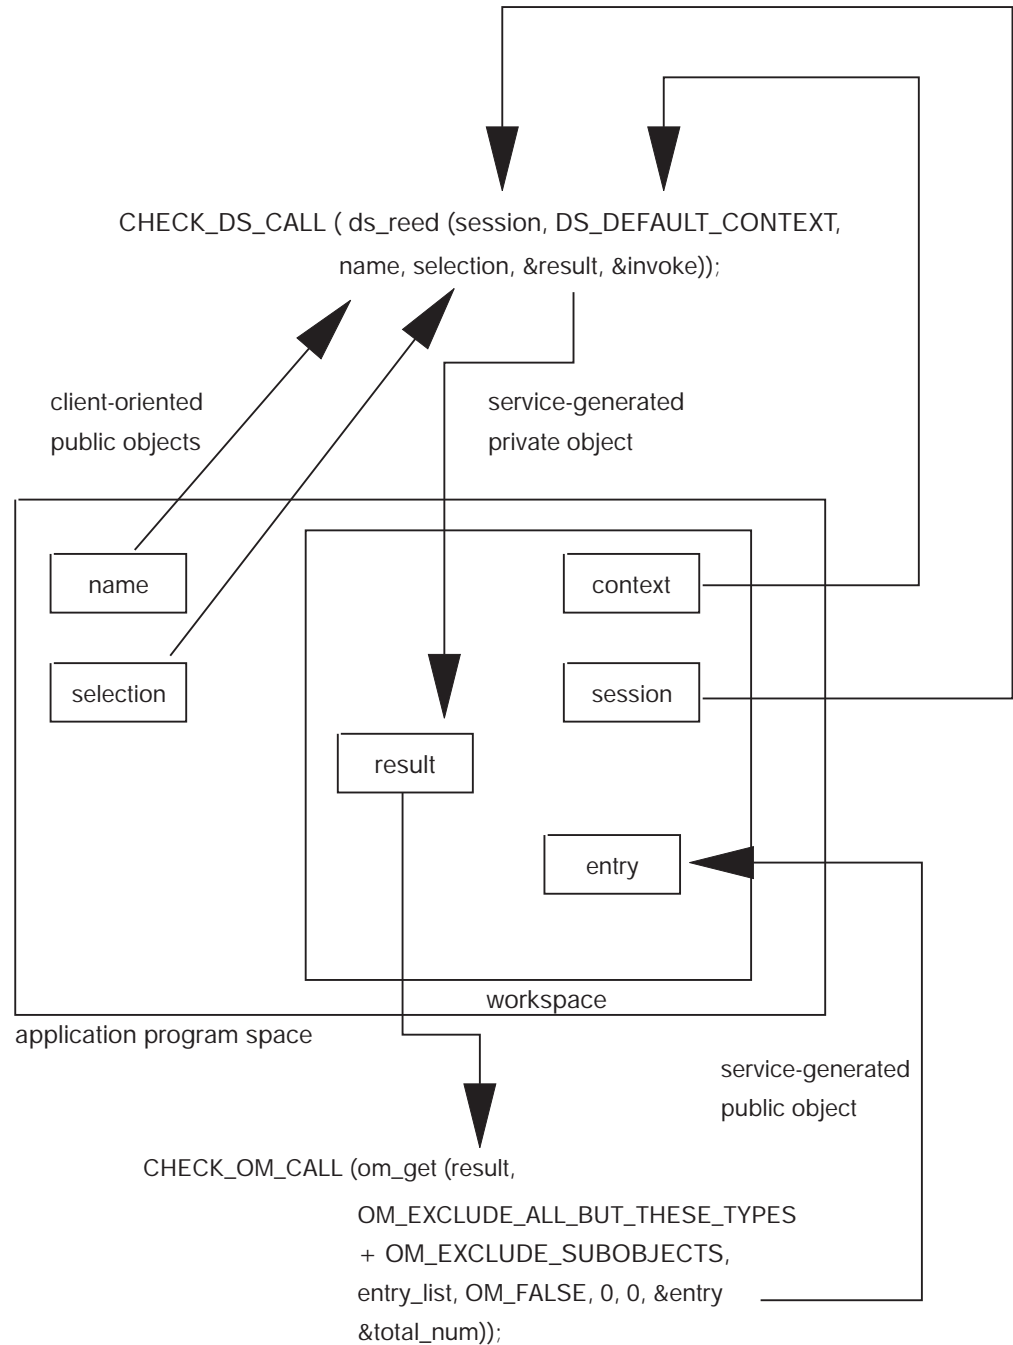 CHECK_DS_CALL ( ds_reed (session, DS_DEFAULT_CONTEXT,
name, selection, &result, &invoke));
client-oriented
public objects
service-generated
private object
name
context
selection
session
result
entry
workspace
application program space
service-generated
public object
CHECK_OM_CALL (om_get (result,
OM_EXCLUDE_ALL_BUT_THESE_TYPES
+ OM_EXCLUDE_SUBOBJECTS,
entry_list, OM_FALSE, 0, 0, &entry
&total_num));